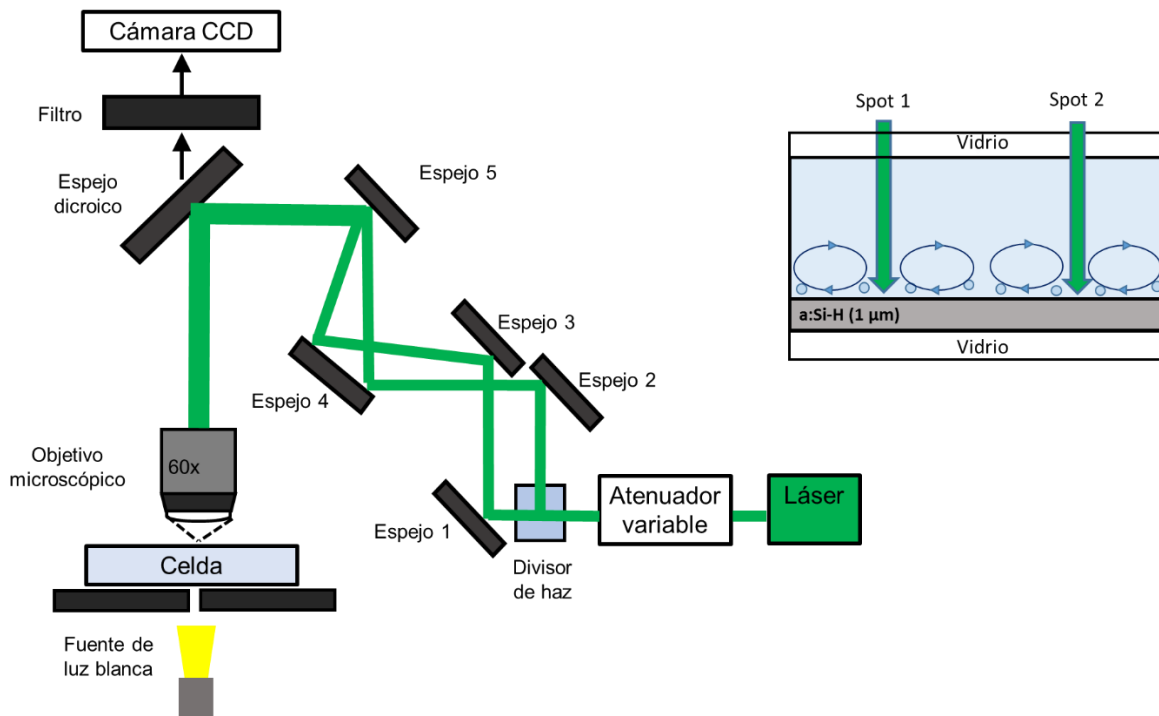 Cámara CCD
Filtro
Espejo
dicroico
Espejo 5
Espejo 3
Espejo 2
Espejo 4
Objetivo
microscópico
60x
Espejo 1
Divisor
de haz
Atenuador
variable
Láser
Celda
Fuente de
luz blanca
Spot 1
Spot 2
Vidrio
a:Si-H (1 µm)
Vidrio